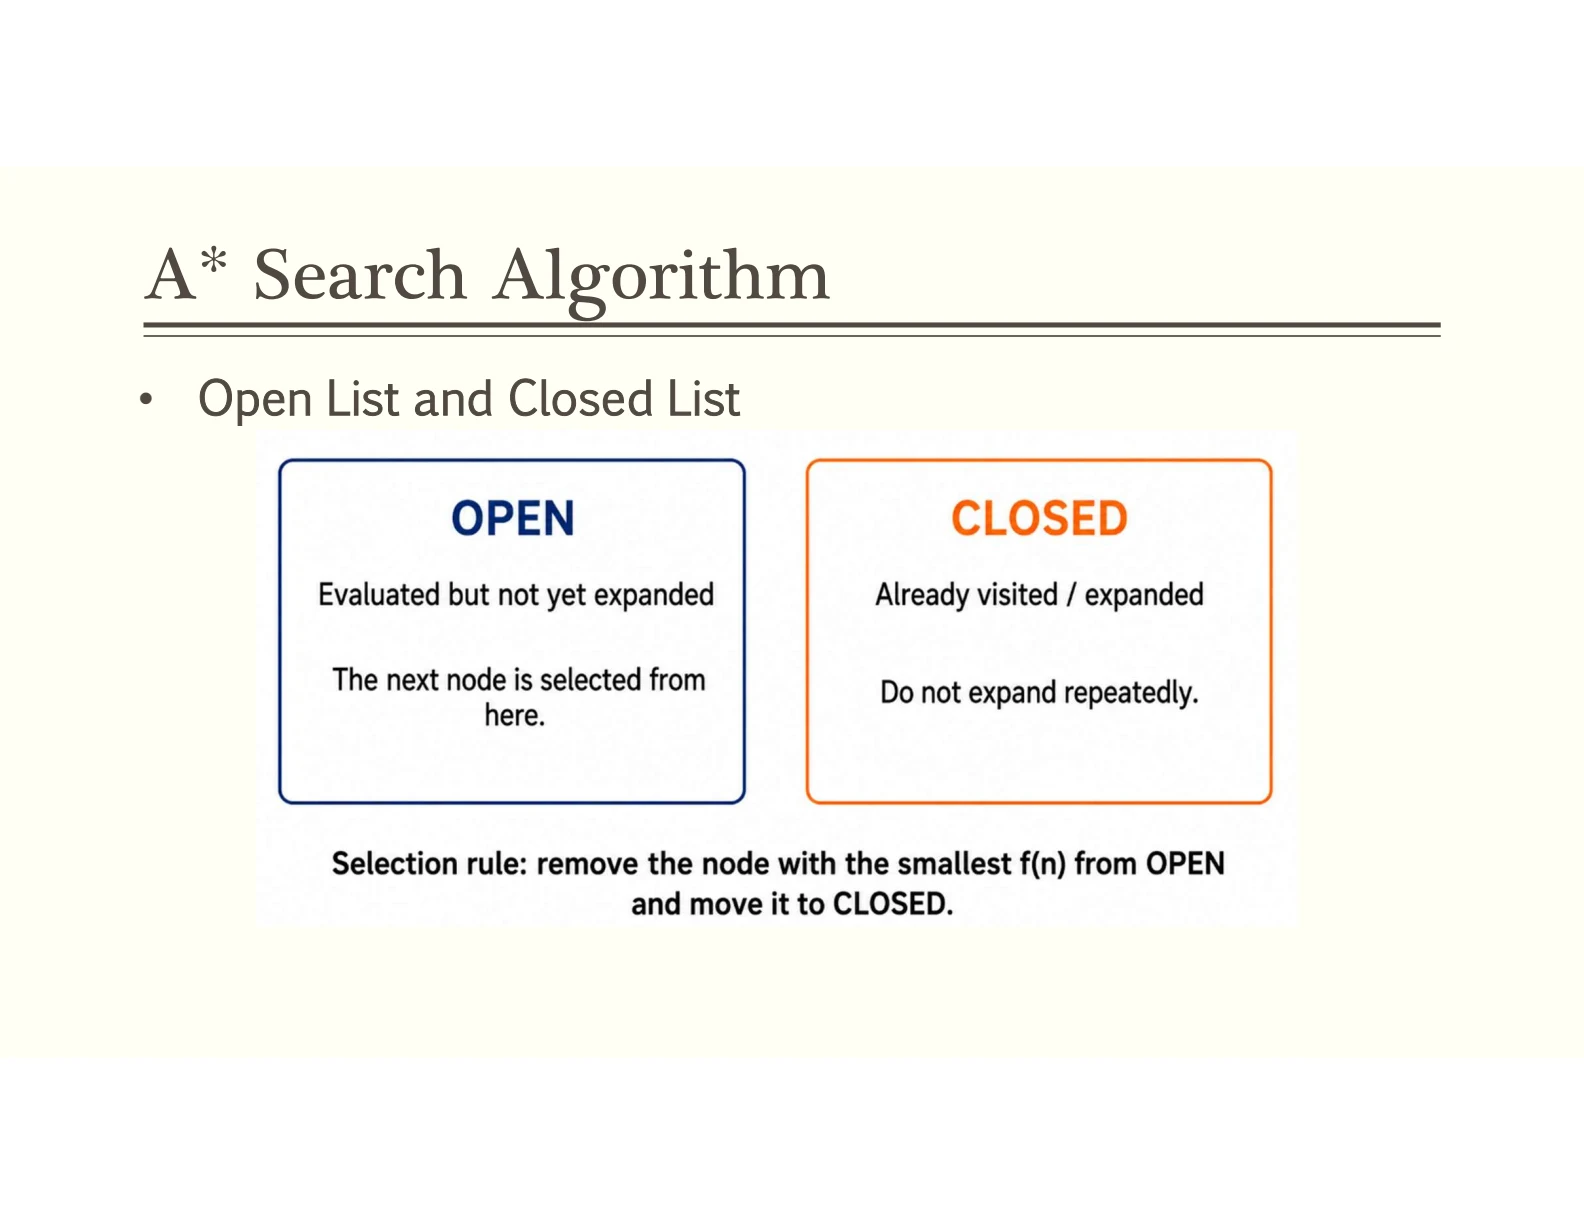 A* Search Algorithm
• Open List and Closed List
OPEN
Evaluated but not yet expanded
The next node is selected from
here.
CLOSED
Already visited / expanded
Do not expand repeatedly.
Selection rule: remove the node with the smallest f(n) from OPEN
and move it to CLOSED.